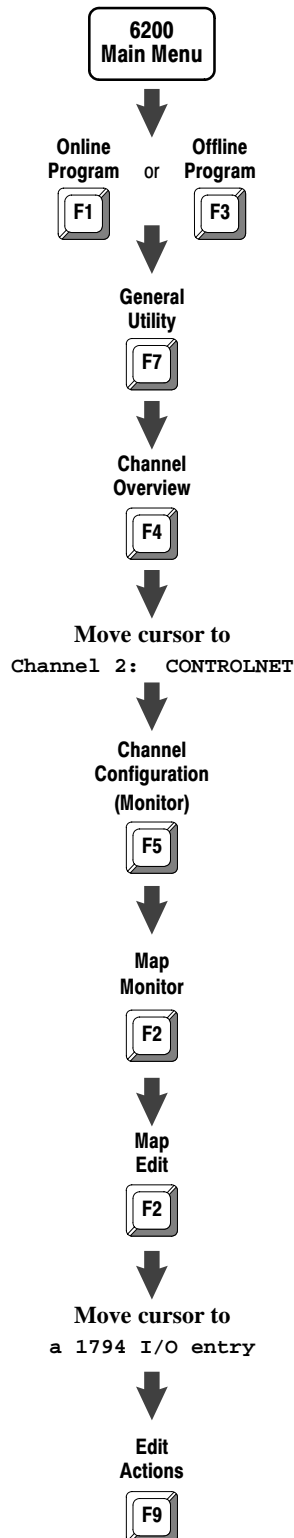 6200
Main Menu
Online
Program
or
Offline
Program
F1
F3
General
Utility
F7
Channel
Overview
F4
Move cursor to
Channel 2: CONTROLNET
Channel
Configuration
(Monitor)
F5
Map
Monitor
F2
Map
Edit
F2
Move cursor to
a 1794 I/O entry
Edit
Actions
F9